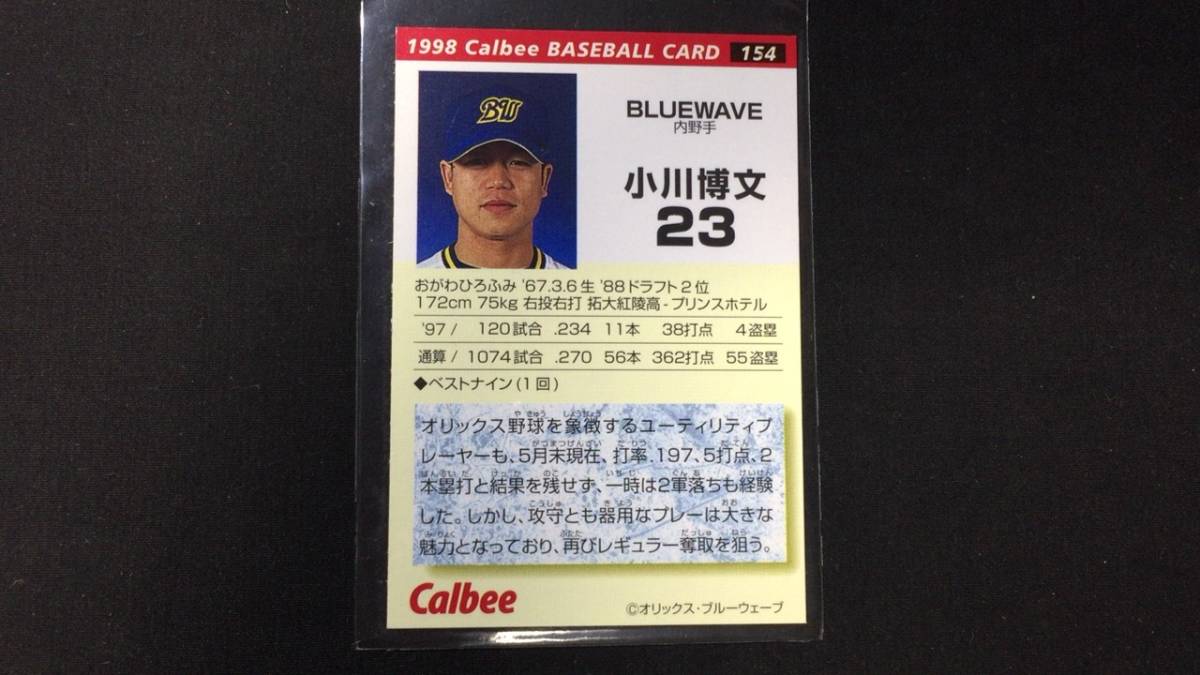 1998 Calbee BASEBALL CARD 154
BW
BLUEWAVE
内野手
小川博文
23
おがわひろふみ '67.3.6生 '88ドラフト2位
172cm 75kg 右投右打 拓大紅陵高-プリンスホテル
'97/ 120試合 .234 11本 38打点 4盗塁
通算/ 1074試合 .270 56本 362打点 55盗塁
◆ベストナイン(1回)
オリックス野球を象徴するユーティリティプ
レーヤーも、5月末現在、打率.197、5打点、2
本塁打と結果を残せず、一時は2軍落ちも経験
した。しかし、攻守とも器用なプレーは大きな
魅力となっており、再びレギュラー奪取を狙う。
Calbee
©オリックス・ブルーウェーブ